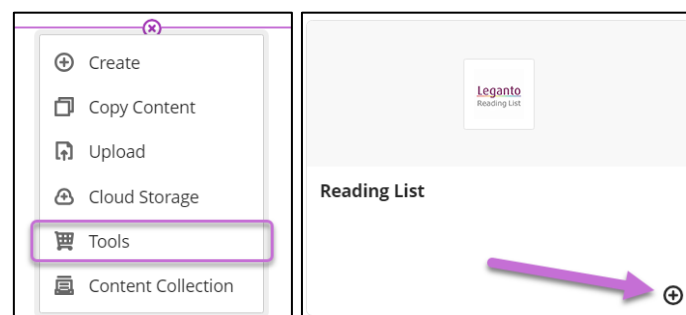 Create
Copy Content
Upload
Cloud Storage
Tools
Content Collection
Leganto
Reading List
Reading List